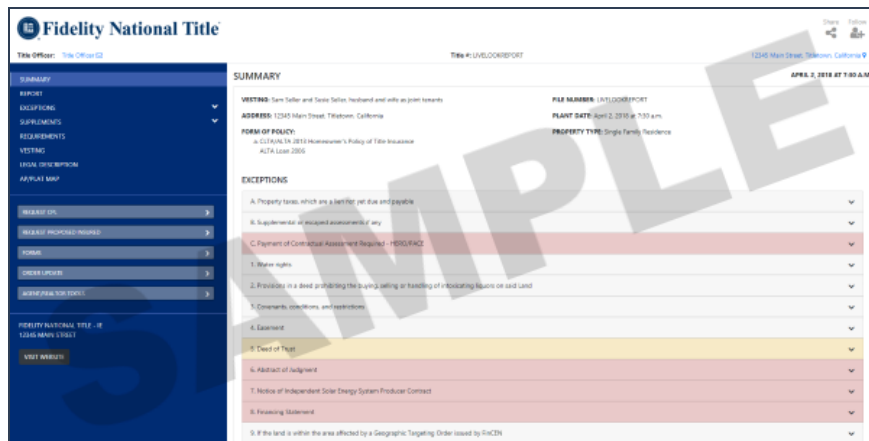 Fidelity National Title
Share Follow
Title Officer: Title Officer
Title #: LIVELOOKREPORT
12345 Main Street, Titletown, California
SUMMARY
REPORT
EXCEPTIONS
SUPPLEMENTS
REQUIREMENTS
VESTING
LEGAL DESCRIPTION
AP/PLAT MAP
REQUEST CPL
REQUEST PROPOSED INSURED
FORMS
ORDER UPDATE
AGENT/REALTOR TOOLS
FIDELITY NATIONAL TITLE - IE
12345 MAIN STREET
VISIT WEBSITE
SUMMARY
APRIL 2, 2018 AT 7:30 A.M
VESTING: Sam Seller and Susie Seller, husband and wife as joint tenants
ADDRESS: 12345 Main Street, Titletown, California
FORM OF POLICY:
a. CLTA/ALTA 2013 Homeowner's Policy of Title Insurance
ALTA Loan 2006
FILE NUMBER: LIVELOOKREPORT
PLANT DATE: April 2, 2018 at 7:30 a.m.
PROPERTY TYPE: Single Family Residence
EXCEPTIONS
A. Property taxes, which are a lien not yet due and payable
B. Supplemental or escaped assessments if any
C. Payment of Contractual Assessment Required - HERO/PACE
1. Water rights
2. Provisions in a deed prohibiting the buying, selling or handling of intoxicating liquors on said Land
3. Covenants, conditions, and restrictions
4. Easement
5. Deed of Trust
6. Abstract of Judgment
7. Notice of Independent Solar Energy System Producer Contract
8. Financing Statement
9. If the land is within the area affected by a Geographic Targeting Order issued by FinCEN
SAMPLE